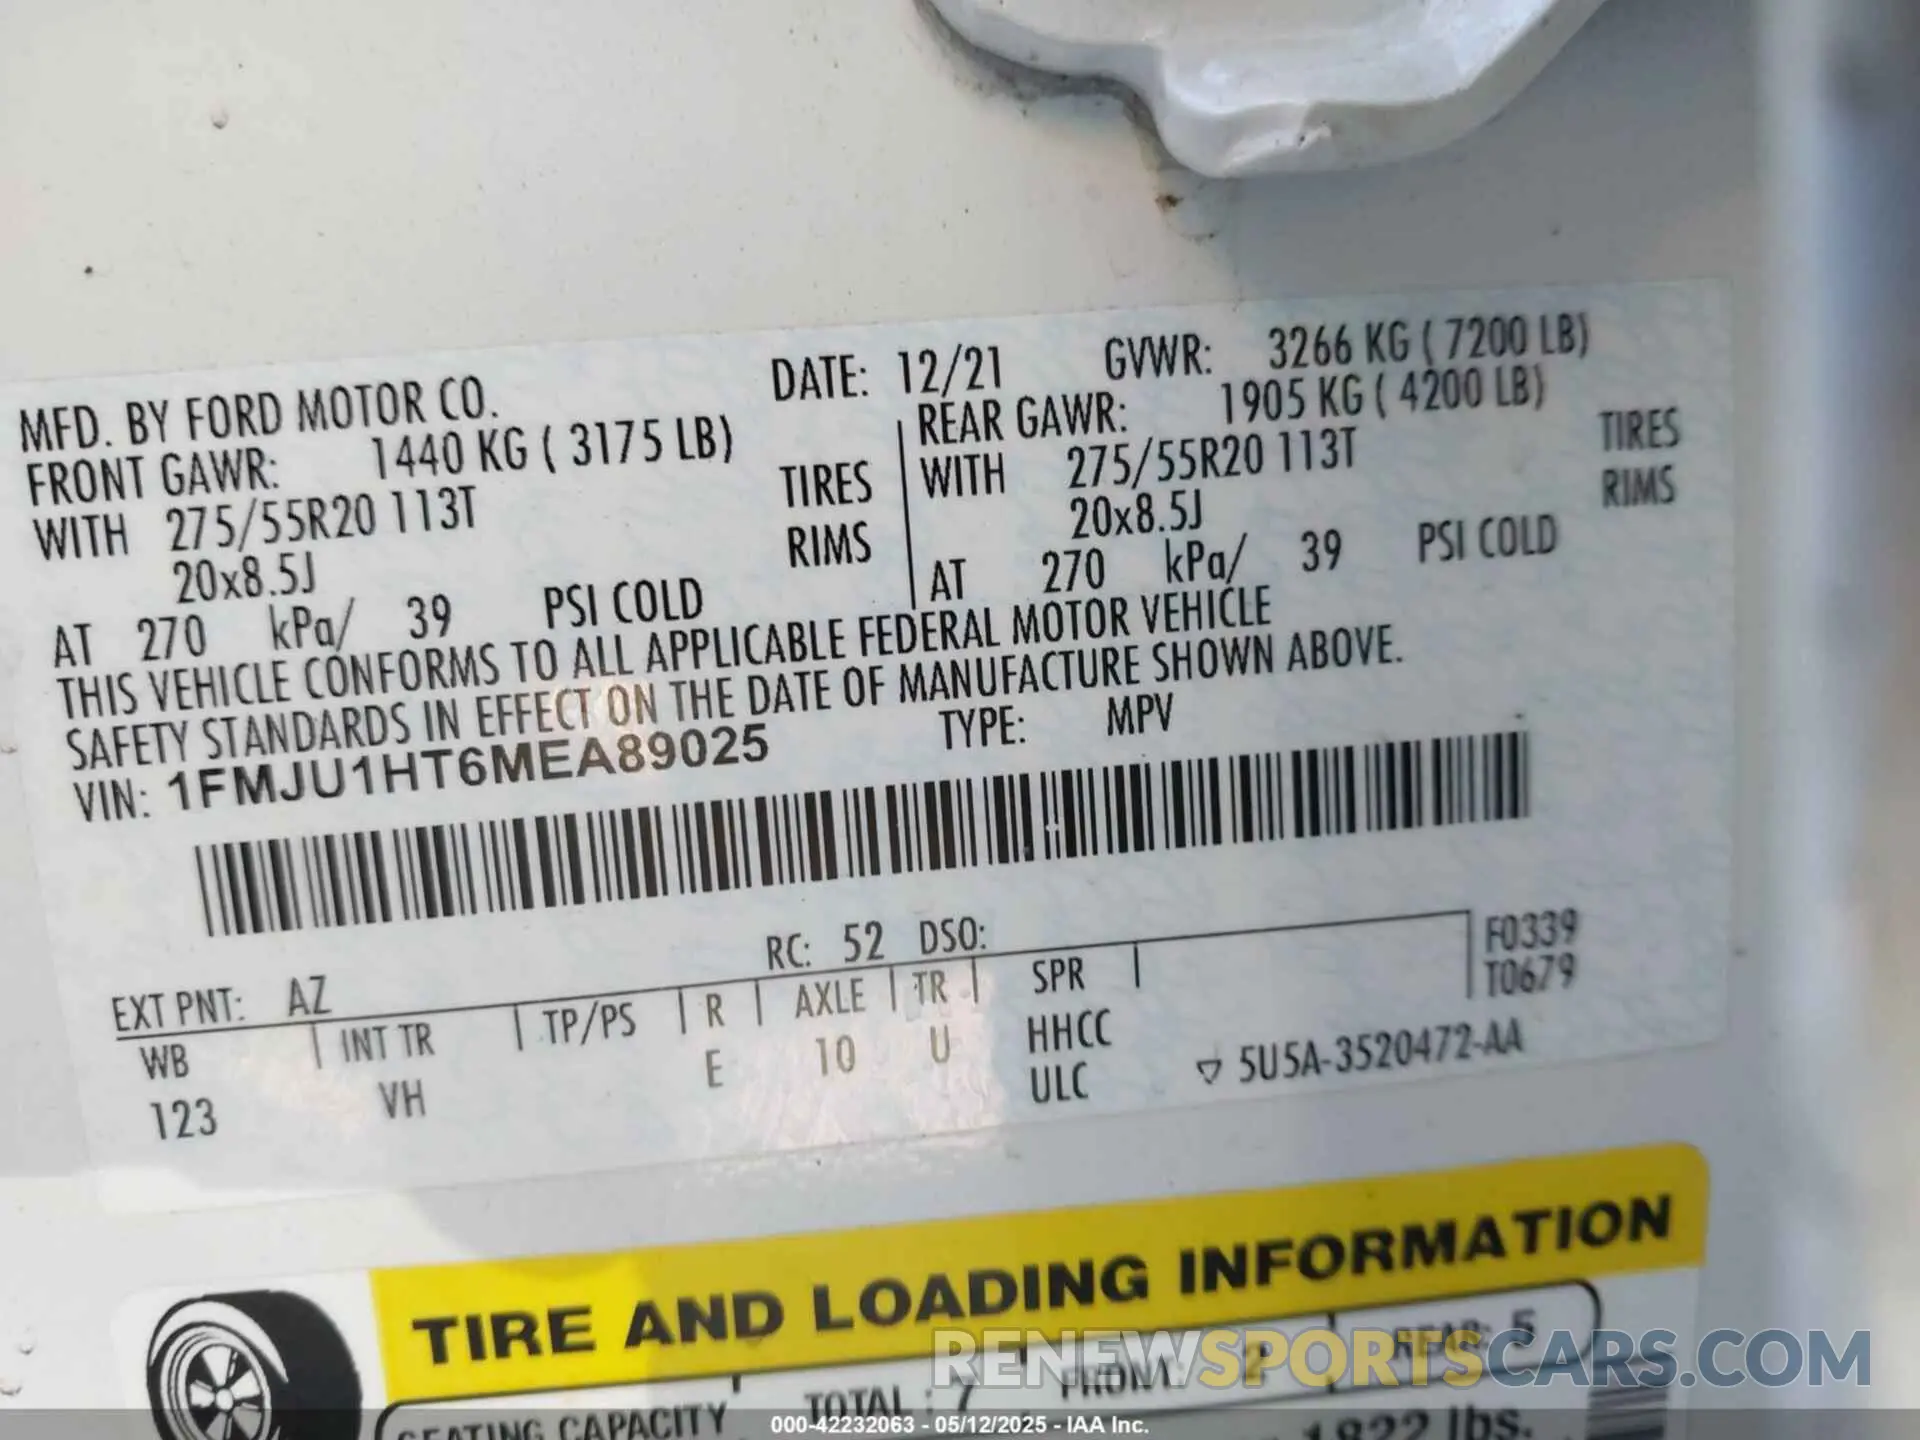 MFD. BY FORD MOTOR CO. DATE: 12/21 GVWR: 3266 KG ( 7200 LB)
FRONT GAWR: 1440 KG ( 3175 LB) REAR GAWR: 1905 KG ( 4200 LB)
WITH 275/55R20 113T TIRES WITH 275/55R20 113T TIRES
20x8.5J RIMS 20x8.5J RIMS
AT 270 kPa/ 39 PSI COLD AT 270 kPa/ 39 PSI COLD
THIS VEHICLE CONFORMS TO ALL APPLICABLE FEDERAL MOTOR VEHICLE
SAFETY STANDARDS IN EFFECT ON THE DATE OF MANUFACTURE SHOWN ABOVE.
VIN: 1FMJU1HT6MEA89025 TYPE: MPV
EXT PNT: AZ RC: 52 DSO: F0339
WB INT TR TP/PS R AXLE TR SPR T0679
123 VH E 10 U HHCC
ULC 5U5A-3520472-AA
TIRE AND LOADING INFORMATION
SEATING CAPACITY TOTAL : 7 FRONT: 2 REAR: 5
1822 lbs.
RENEWSPORTSCARS.COM
000-42232063 - 05/12/2025 - IAA Inc.